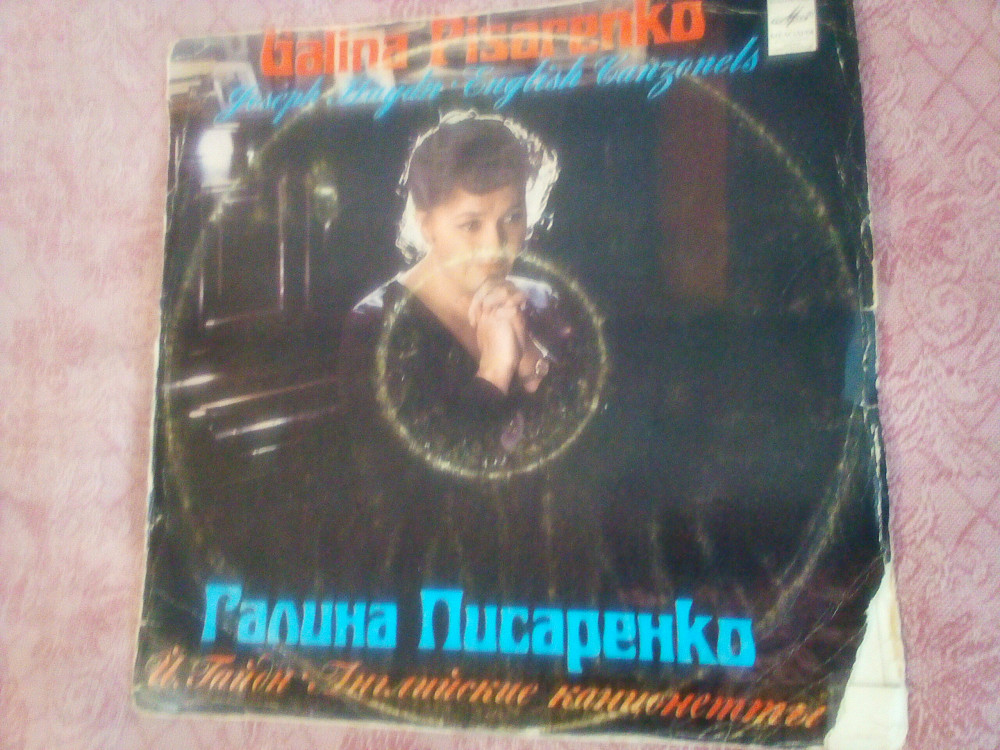 Galina Pisarenko
Joseph Haydn · English Canzonets
Галина Писаренко
Й. Гайдн · Английские канцонетты